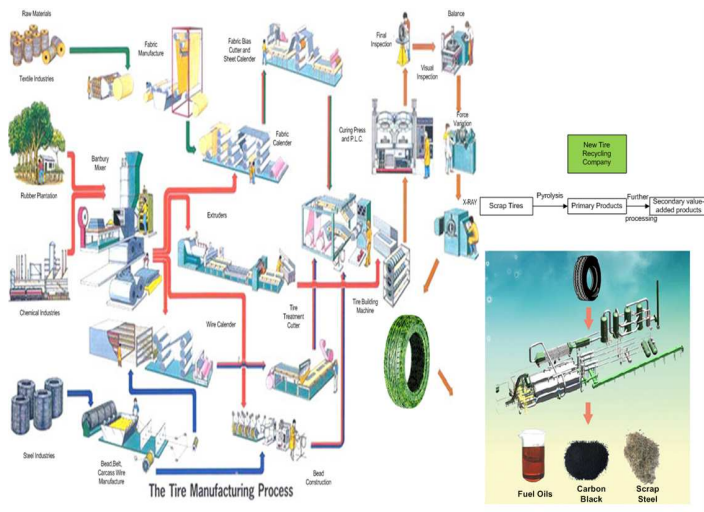 Raw Materials
Textile Industries
Fabric
Manufacture
Fabric Bias
Cutter and
Sheet Calender
Final
Inspection
Visual
Inspection
Balance
Rubber Plantation
Banbury
Mixer
Fabric
Calender
Curing Press
and P.L.C.
Force
Variation
X-RAY
New Tire
Recycling
Company
Scrap Tires
Pyrolysis
Primary Products
Further
processing
Secondary value-
added products
Chemical Industries
Extruders
Tire
Treatment
Cutter
Tire Building
Machine
Wire Calender
Steel Industries
Bead,Belt,
Carcass Wire
Manufacture
Bead
Construction
The Tire Manufacturing Process
Fuel Oils
Carbon
Black
Scrap
Steel